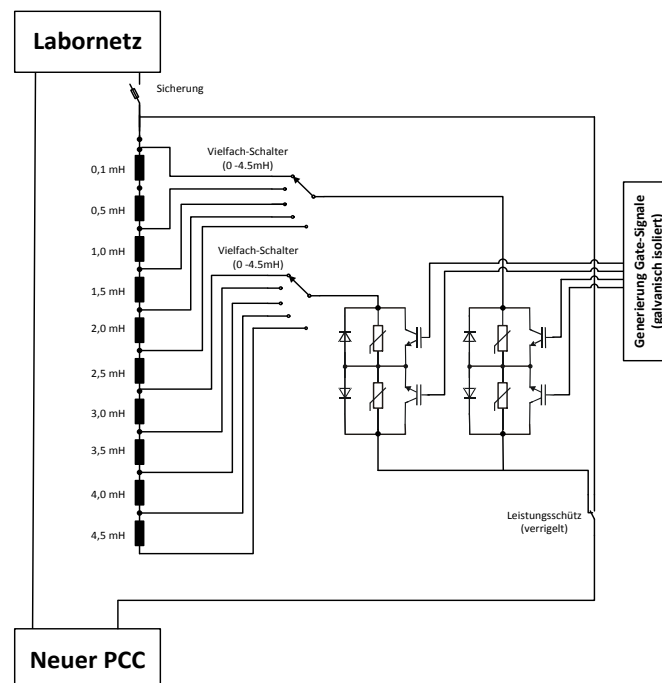 Labornetz
Sicherung
Vielfach-Schalter
(0 -4.5mH)
0,1 mH
0,5 mH
1,0 mH
1,5 mH
2,0 mH
2,5 mH
3,0 mH
3,5 mH
4,0 mH
4,5 mH
Vielfach-Schalter
(0 -4.5mH)
Generierung Gate-Signale
(galvanisch isoliert)
Leistungsschütz
(verrigelt)
Neuer PCC